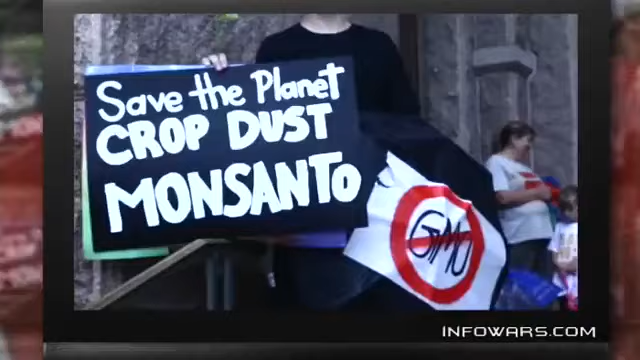 Save the Planet
CROP DUST
MONSANTO
GMO
INFOWARS.COM